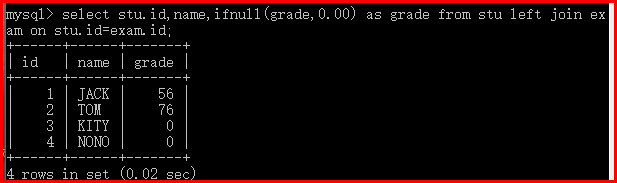 mysql> select stu.id,name,ifnull(grade,0.00) as grade from stu left join ex
am on stu.id=exam.id;
+------+------+-------+
| id   | name | grade |
+------+------+-------+
|    1 | JACK |    56 |
|    2 | TOM  |    76 |
|    3 | KITY |     0 |
|    4 | NONO |     0 |
+------+------+-------+
4 rows in set (0.02 sec)